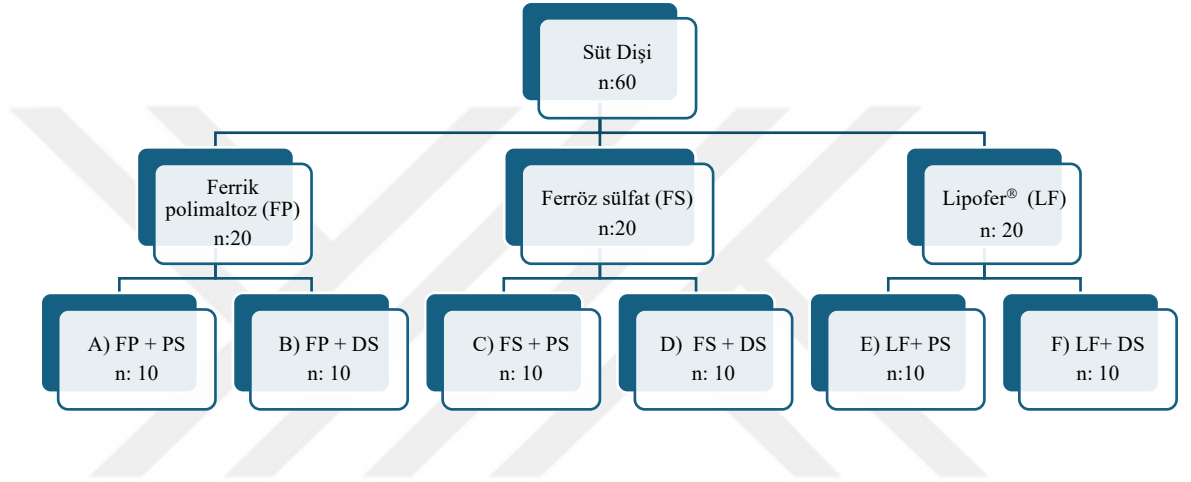 Süt Dişi
n:60
Ferrik
polimaltoz (FP)
n:20
Ferröz sülfat (FS)
n:20
Lipofer® (LF)
n: 20
A) FP + PS
n: 10
B) FP + DS
n: 10
C) FS + PS
n: 10
D) FS + DS
n: 10
E) LF+ PS
n:10
F) LF+ DS
n: 10